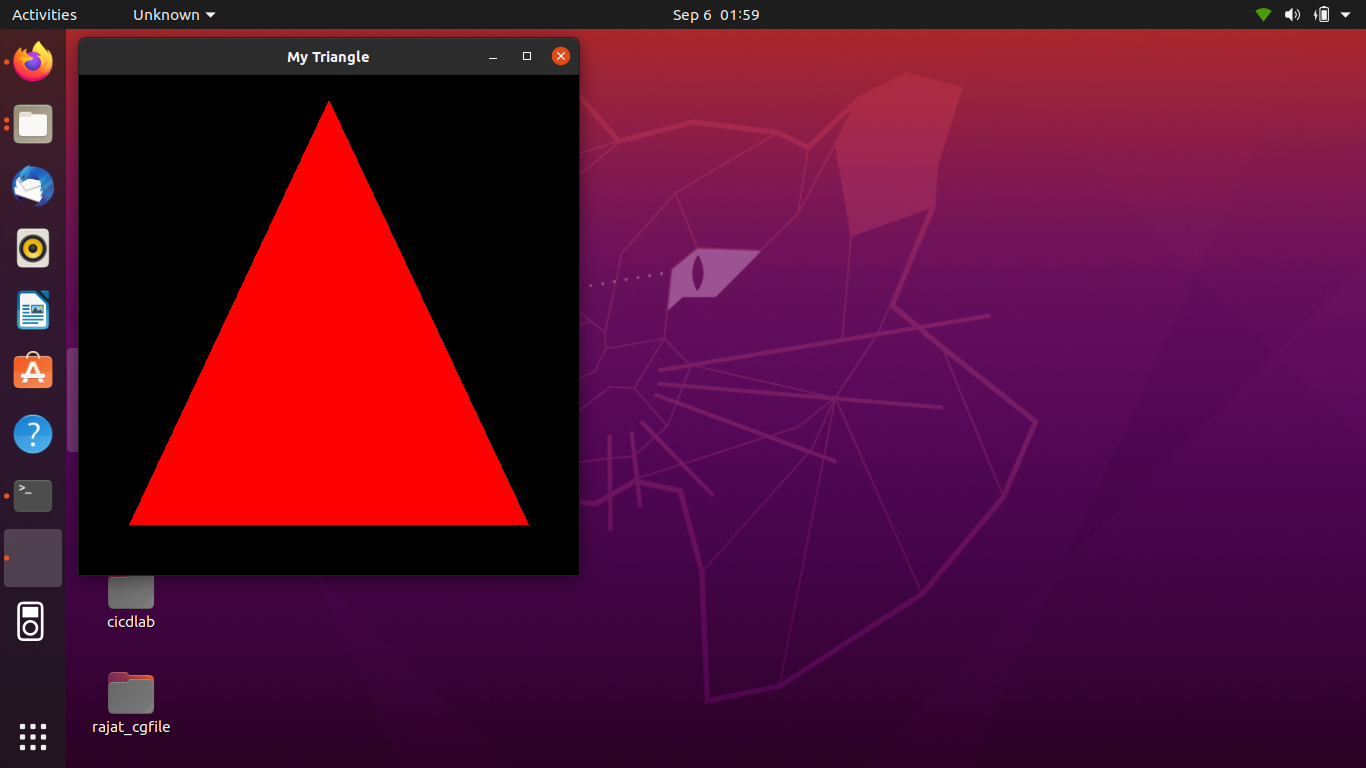 Activities
Unknown
Sep 6 01:59
My Triangle
cicdlab
rajat_cgfile